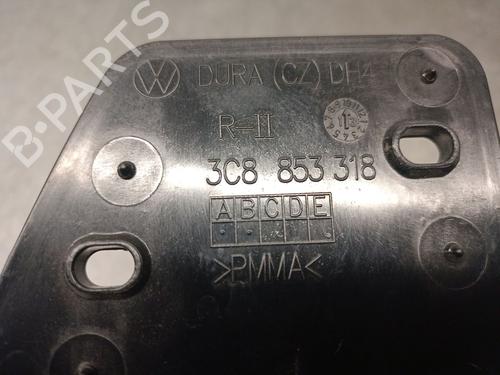 DURA (CZ) DH4
R-II
3C8 853 318
A B C D E
>PMMA<
B-PARTS